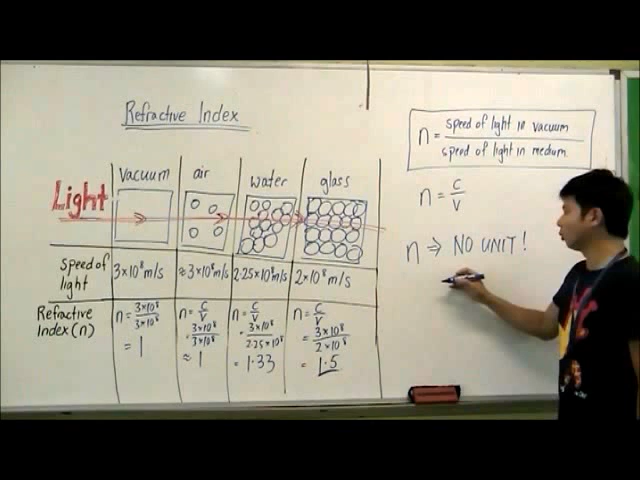 Refractive Index
n = speed of light in vacuum / speed of light in medium
n = c / v
n ⇒ NO UNIT!
Light
vacuum air water glass
speed of light 3×10⁸ m/s ≈ 3×10⁸ m/s 2.25×10⁸ m/s 2×10⁸ m/s
Refractive Index (n) n = 3×10⁸ / 3×10⁸ n = c / v n = c / v n = c / v
= 1 = 3×10⁸ / 3×10⁸ = 3×10⁸ / 2.25×10⁸ = 3×10⁸ / 2×10⁸
≈ 1 = 1.33 = 1.5